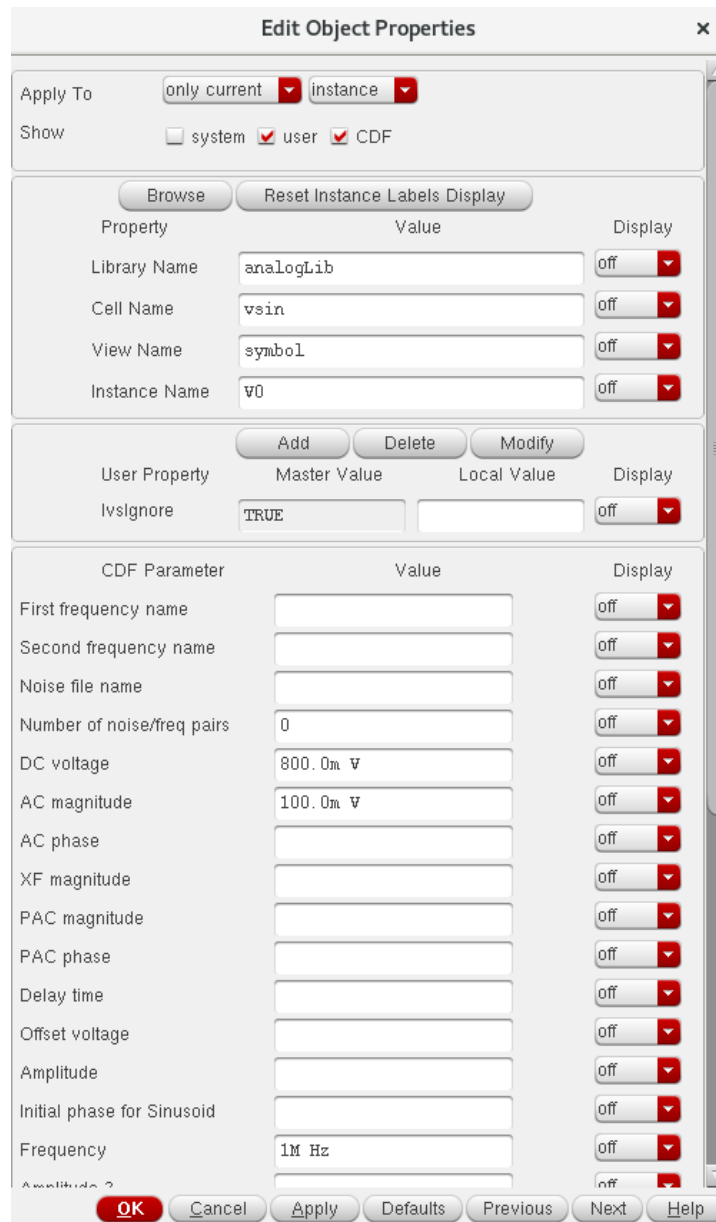 Edit Object Properties ×
Apply To only current instance
Show system user CDF
Browse Reset Instance Labels Display
Property Value Display
Library Name analogLib off
Cell Name vsin off
View Name symbol off
Instance Name V0 off
Add Delete Modify
User Property Master Value Local Value Display
lvsIgnore TRUE off
CDF Parameter Value Display
First frequency name off
Second frequency name off
Noise file name off
Number of noise/freq pairs 0 off
DC voltage 800.0m V off
AC magnitude 100.0m V off
AC phase off
XF magnitude off
PAC magnitude off
PAC phase off
Delay time off
Offset voltage off
Amplitude off
Initial phase for Sinusoid off
Frequency 1M Hz off
Amplitude 2 off
OK Cancel Apply Defaults Previous Next Help